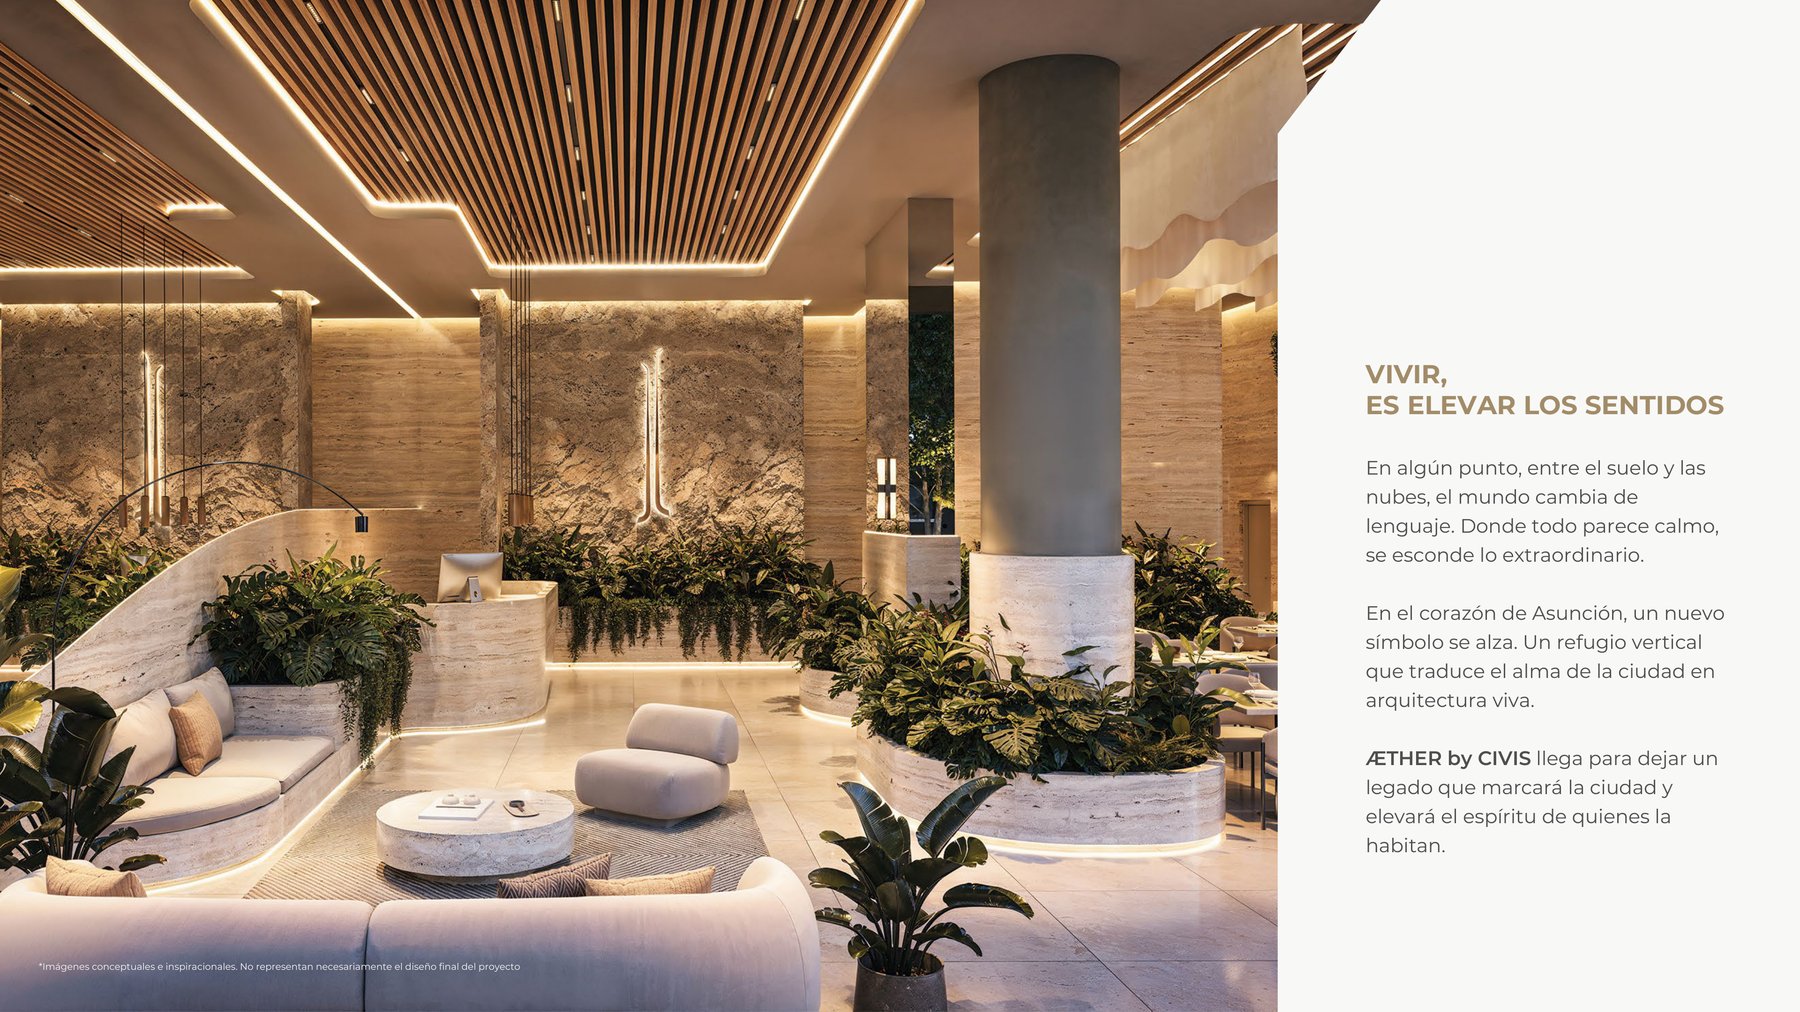 VIVIR,
ES ELEVAR LOS SENTIDOS
En algún punto, entre el suelo y las
nubes, el mundo cambia de
lenguaje. Donde todo parece calmo,
se esconde lo extraordinario.
En el corazón de Asunción, un nuevo
símbolo se alza. Un refugio vertical
que traduce el alma de la ciudad en
arquitectura viva.
ÆTHER by CIVIS llega para dejar un
legado que marcará la ciudad y
elevará el espíritu de quienes la
habitan.
*Imágenes conceptuales e inspiracionales. No representan necesariamente el diseño final del proyecto